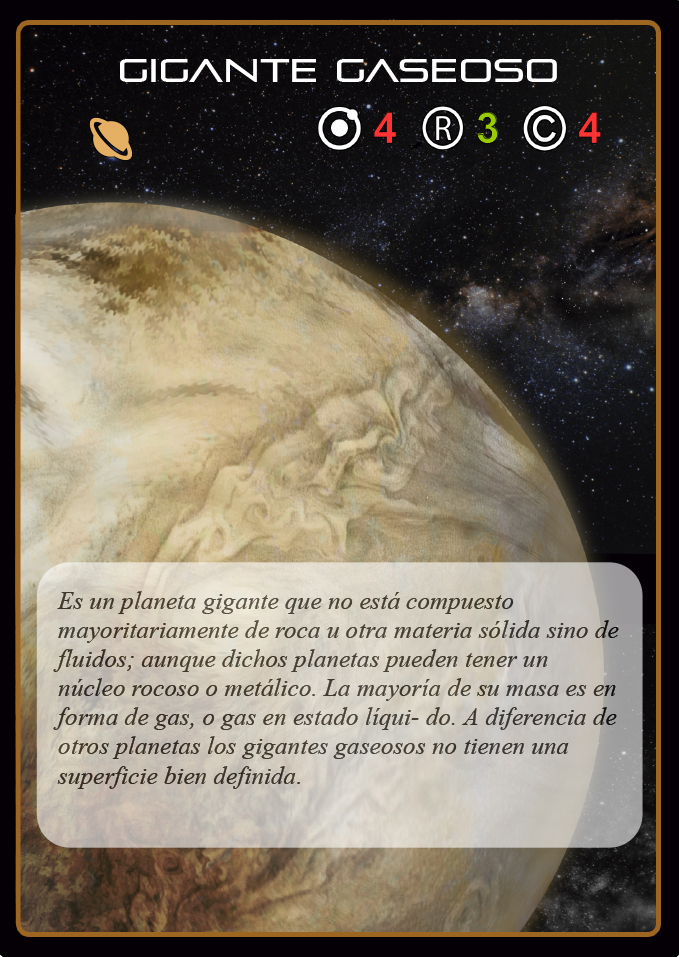 GIGANTE GASEOSO
4 R 3 C 4
Es un planeta gigante que no está compuesto
mayoritariamente de roca u otra materia sólida sino de
fluidos; aunque dichos planetas pueden tener un
núcleo rocoso o metálico. La mayoría de su masa es en
forma de gas, o gas en estado líqui- do. A diferencia de
otros planetas los gigantes gaseosos no tienen una
superficie bien definida.